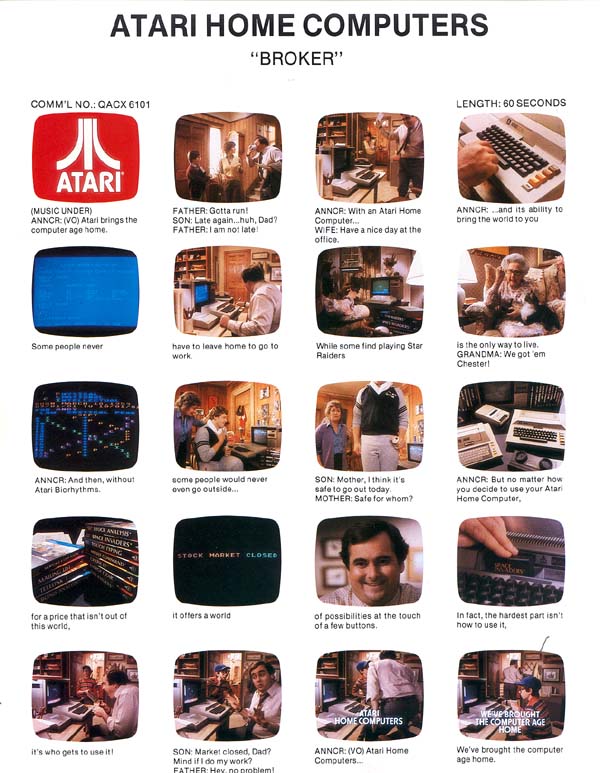 ATARI HOME COMPUTERS
"BROKER"
COMM'L NO.: QACX 6101
LENGTH: 60 SECONDS
ATARI
(MUSIC UNDER)
ANNCR: (VO) Atari brings the
computer age home.
FATHER: Gotta run!
SON: Late again...huh, Dad?
FATHER: I am not late!
ANNCR: With an Atari Home
Computer...
WIFE: Have a nice day at the
office.
ANNCR: ...and its ability to
bring the world to you
Some people never
have to leave home to go to
work.
SPACE INVADERS
While some find playing Star
Raiders
is the only way to live.
GRANDMA: We got 'em
Chester!
ANNCR: And then, without
Atari Biorhythms.
some people would never
even go outside...
SON: Mother, I think it's
safe to go out today.
MOTHER: Safe for whom?
ANNCR: But no matter how
you decide to use your Atari
Home Computer,
STOCK ANALYSIS
SPACE INVADERS
TOUCH TYPING
for a price that isn't out of
this world,
STOCK MARKET CLOSED
it offers a world
of possibilities at the touch
of a few buttons.
SPACE
INVADERS
In fact, the hardest part isn't
how to use it,
it's who gets to use it!
SON: Market closed, Dad?
Mind if I do my work?
FATHER: Hey, no problem!
ATARI
HOME COMPUTERS
ANNCR: (VO) Atari Home
Computers...
WE'VE BROUGHT
THE COMPUTER AGE
HOME
We've brought the computer
age home.